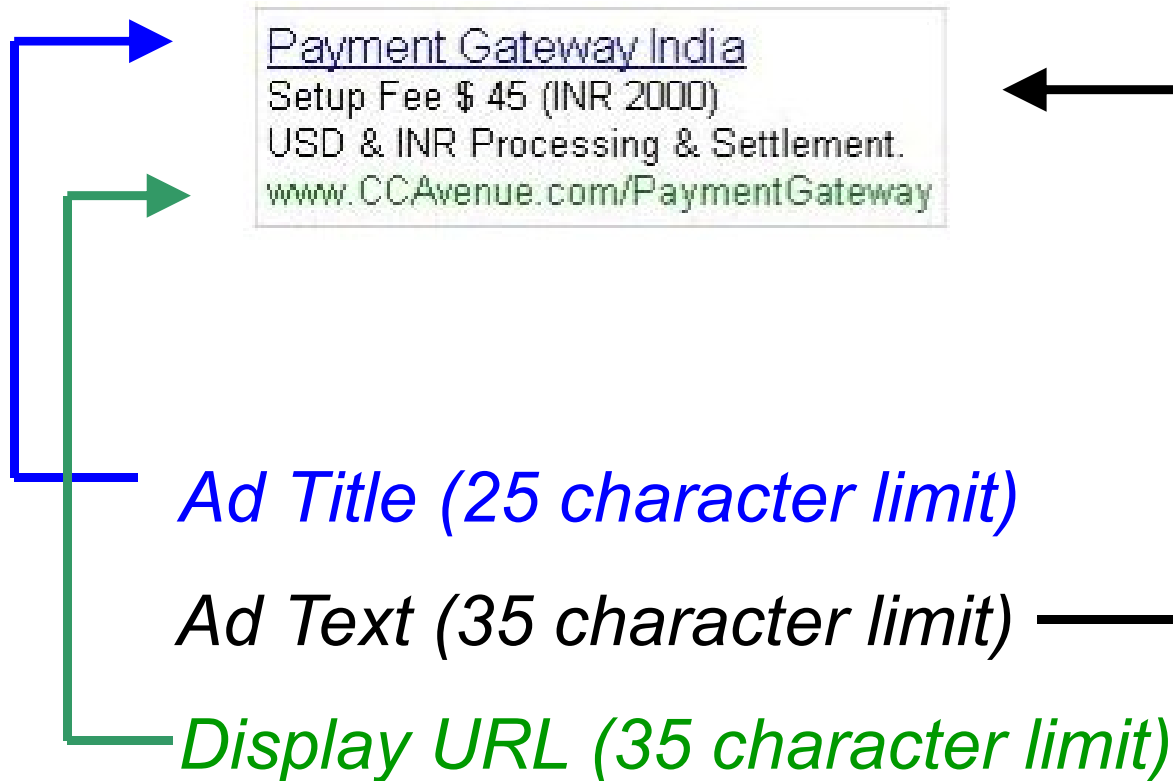 Payment Gateway India
Setup Fee $ 45 (INR 2000)
USD & INR Processing & Settlement.
www.CCAvenue.com/PaymentGateway
Ad Title (25 character limit)
Ad Text (35 character limit)
Display URL (35 character limit)